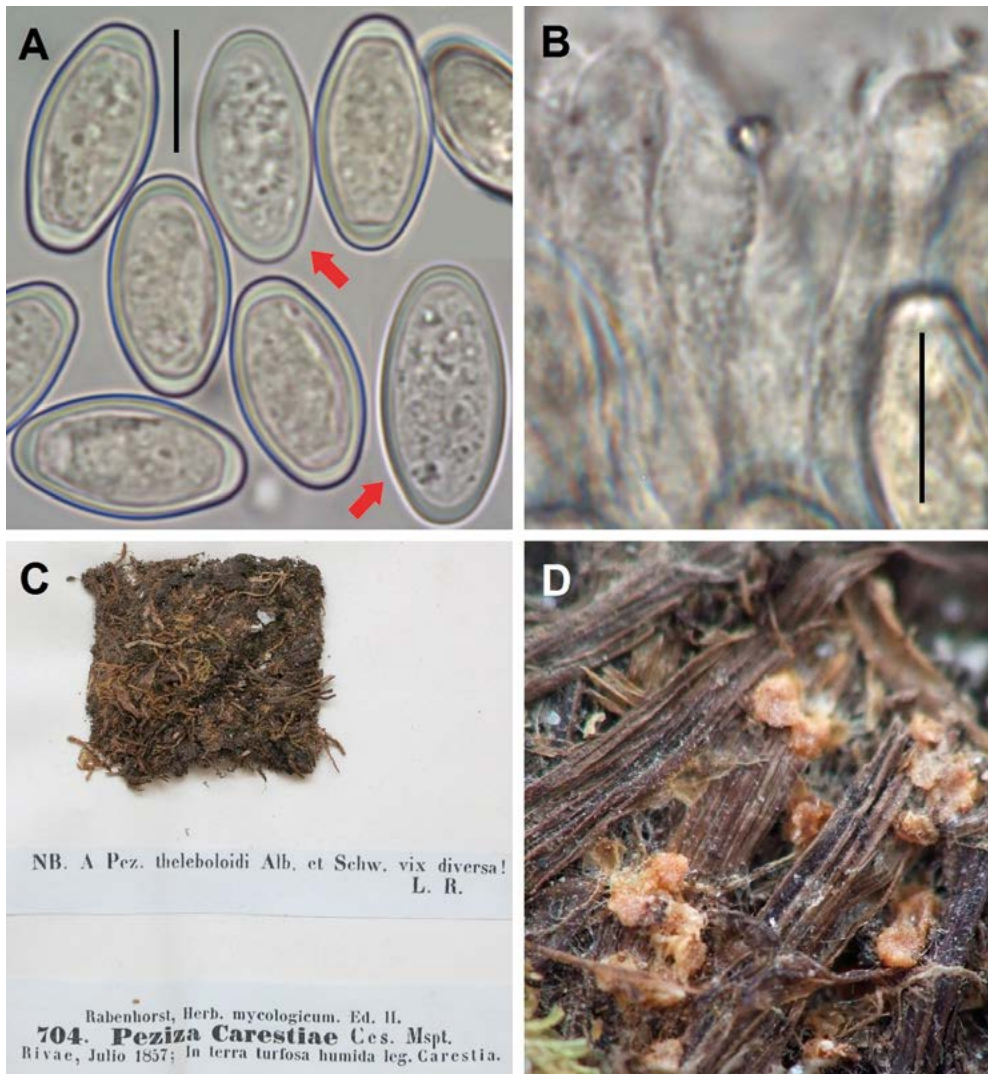 A
B
C
NB. A Pez. theleboloidi Alb. et Schw. vix diversa!
L. R.
Rabenhorst, Herb. mycologicum. Ed. II.
704. Peziza Carestiae Ces. Mspt.
Rivae, Julio 1857; In terra turfosa humida leg. Carestia.
D